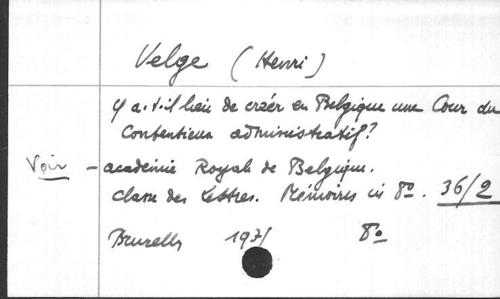 Velge (Henri)
Y a-t-il lieu de créer en Belgique une Cour du
Contentieux administratif?
Voir - académie Royale de Belgique.
Classe des Lettres. Mémoires in 8º. 36/2
Bruxelles 1931 8º